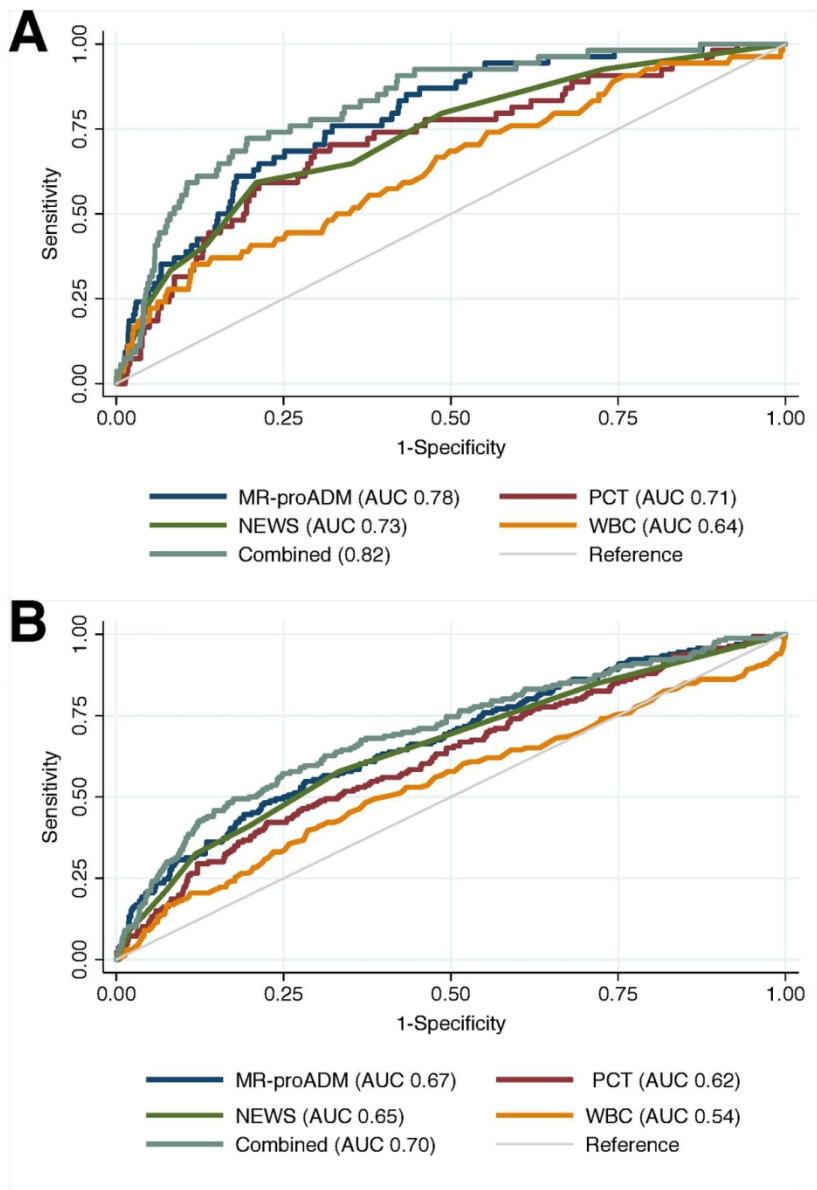 A
Sensitivity
1.00
0.75
0.50
0.25
0.00
0.00 0.25 0.50 0.75 1.00
1-Specificity
MR-proADM (AUC 0.78) PCT (AUC 0.71)
NEWS (AUC 0.73) WBC (AUC 0.64)
Combined (0.82) Reference
B
Sensitivity
1.00
0.75
0.50
0.25
0.00
0.00 0.25 0.50 0.75 1.00
1-Specificity
MR-proADM (AUC 0.67) PCT (AUC 0.62)
NEWS (AUC 0.65) WBC (AUC 0.54)
Combined (AUC 0.70) Reference